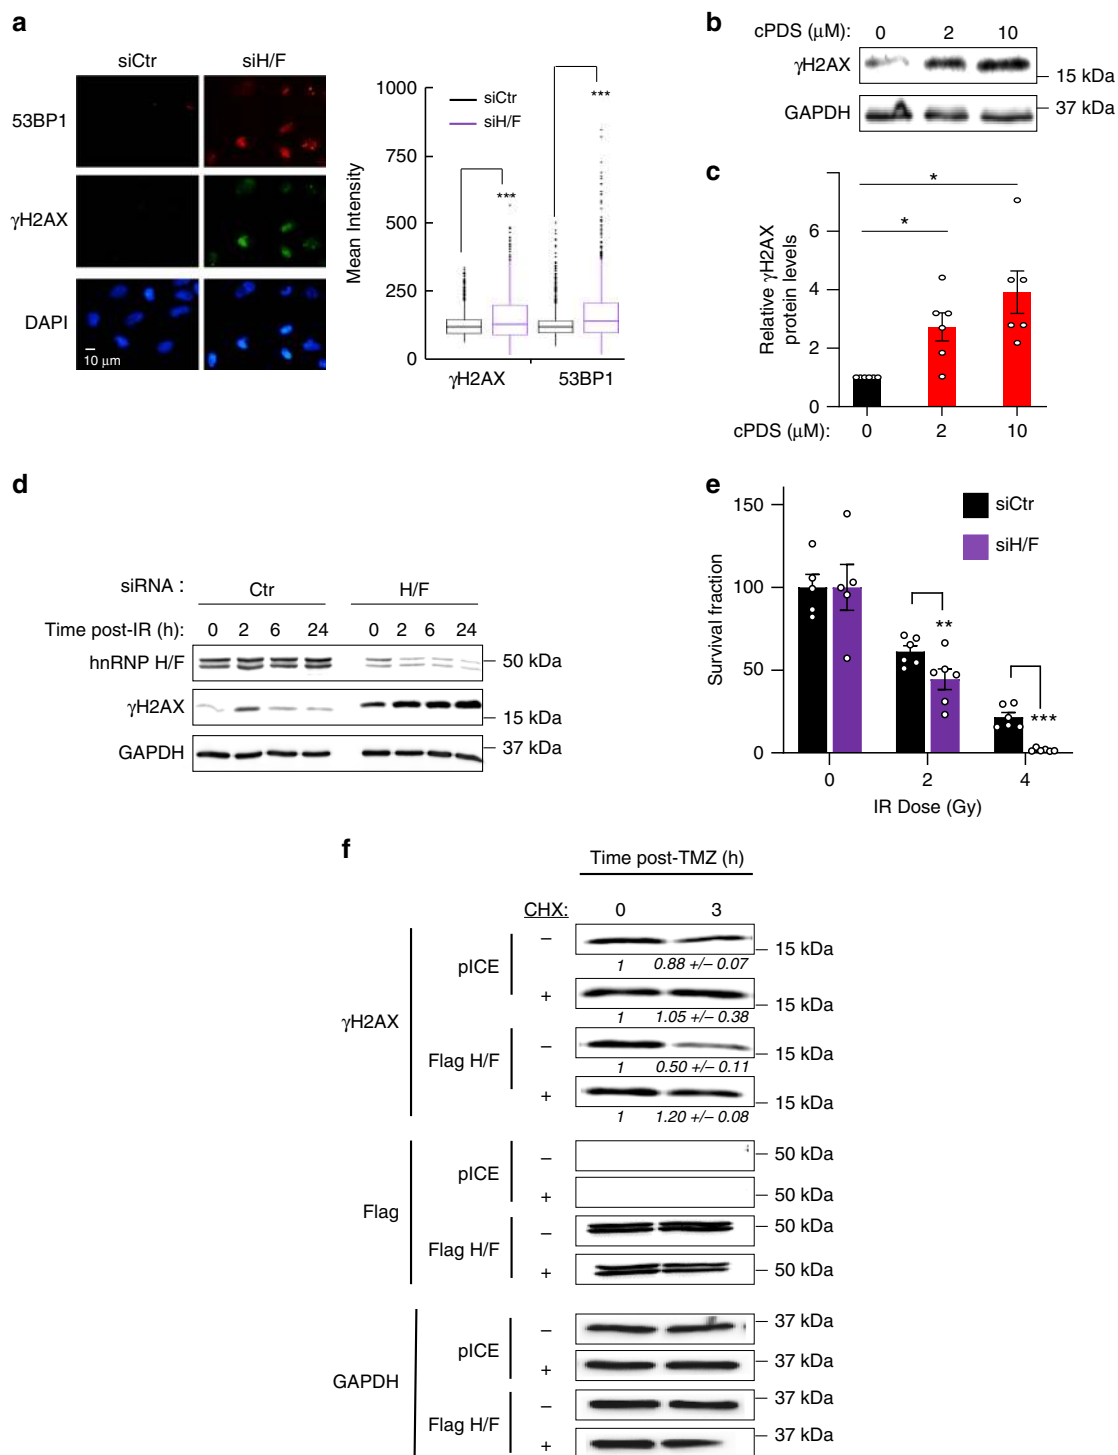 a
siCtr
siH/F
53BP1
γH2AX
DAPI
10 μm
Mean Intensity
1000
750
500
250
0
siCtr
siH/F
***
***
γH2AX
53BP1
b
cPDS (μM):
0
2
10
γH2AX
15 kDa
GAPDH
37 kDa
c
Relative γH2AX
protein levels
6
4
2
0
*
*
cPDS (μM):
0
2
10
d
siRNA :
Ctr
H/F
Time post-IR (h):
0 2 6 24
0 2 6 24
hnRNP H/F
50 kDa
γH2AX
15 kDa
GAPDH
37 kDa
e
Survival fraction
150
100
50
0
siCtr
siH/F
**
***
0
2
4
IR Dose (Gy)
f
Time post-TMZ (h)
CHX:
0
3
γH2AX
pICE
–
15 kDa
1 0.88 +/– 0.07
+
15 kDa
1 1.05 +/– 0.38
Flag H/F
–
15 kDa
1 0.50 +/– 0.11
+
15 kDa
1 1.20 +/– 0.08
Flag
pICE
–
50 kDa
+
50 kDa
Flag H/F
–
50 kDa
+
50 kDa
GAPDH
pICE
–
37 kDa
+
37 kDa
Flag H/F
–
37 kDa
+
37 kDa